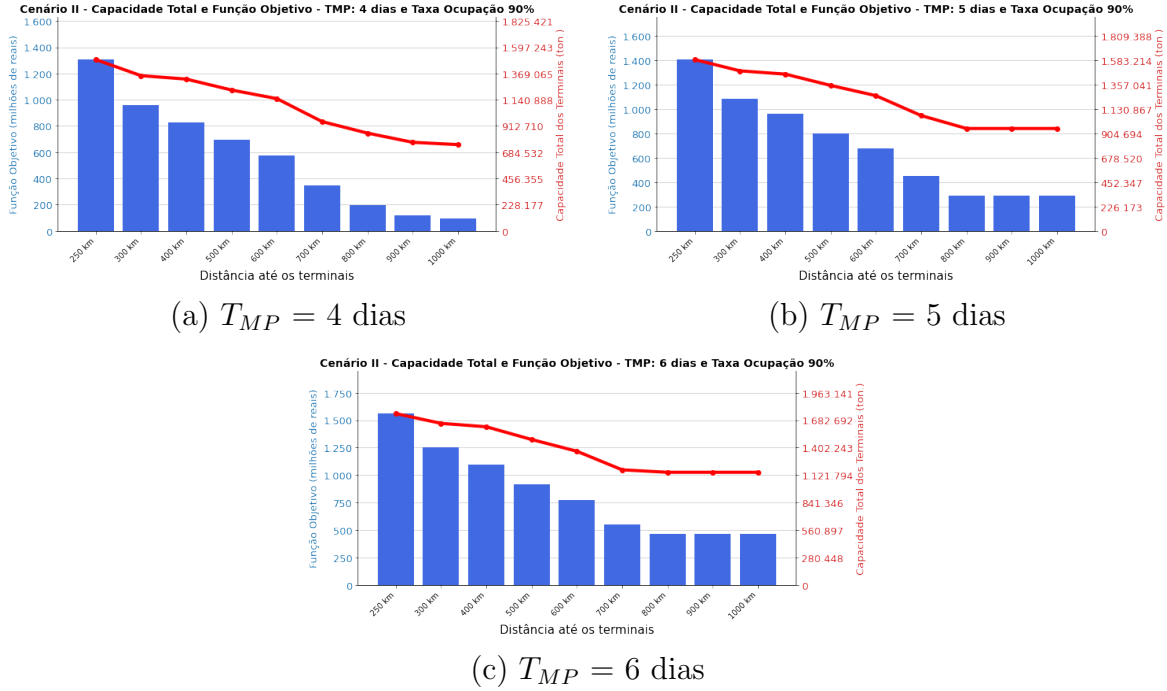 Cenário II - Capacidade Total e Função Objetivo - TMP: 4 dias e Taxa Ocupação 90%
Função Objetivo (milhões de reais)
1.600
1.400
1.200
1.000
800
600
400
200
0
1.825.421
1.597.243
1.369.065
1.140.888
912.710
684.532
456.355
228.177
0
Capacidade Total dos Terminais (ton )
250 km
300 km
400 km
500 km
600 km
700 km
800 km
900 km
1000 km
Distância até os terminais
(a) T_MP = 4 dias
Cenário II - Capacidade Total e Função Objetivo - TMP: 5 dias e Taxa Ocupação 90%
Função Objetivo (milhões de reais)
1.600
1.400
1.200
1.000
800
600
400
200
0
1.809.388
1.583.214
1.357.041
1.130.867
904.694
678.520
452.347
226.173
0
Capacidade Total dos Terminais (ton )
250 km
300 km
400 km
500 km
600 km
700 km
800 km
900 km
1000 km
Distância até os terminais
(b) T_MP = 5 dias
Cenário II - Capacidade Total e Função Objetivo - TMP: 6 dias e Taxa Ocupação 90%
Função Objetivo (milhões de reais)
1.750
1.500
1.250
1.000
750
500
250
0
1.963.141
1.682.692
1.402.243
1.121.794
841.346
560.897
280.448
0
Capacidade Total dos Terminais (ton )
250 km
300 km
400 km
500 km
600 km
700 km
800 km
900 km
1000 km
Distância até os terminais
(c) T_MP = 6 dias